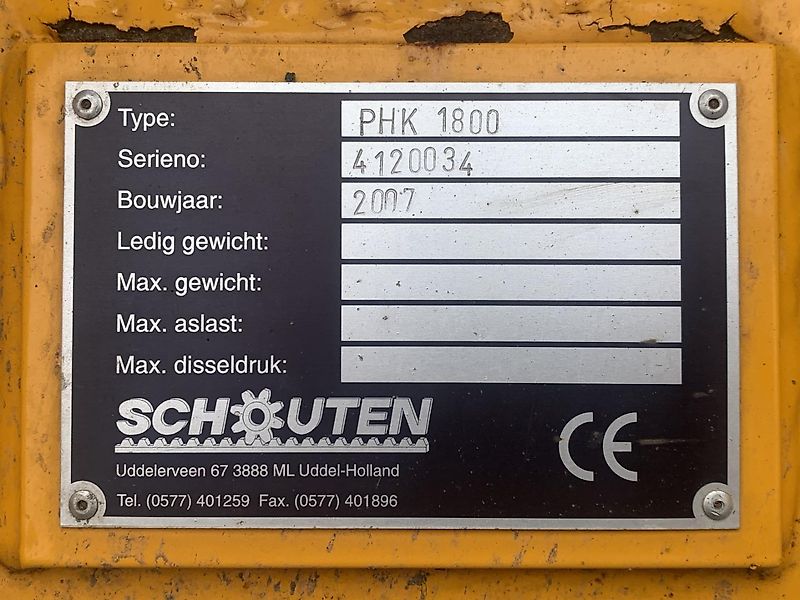 Type: PHK 1800
Serieno: 4120034
Bouwjaar: 2007
Ledig gewicht:
Max. gewicht:
Max. aslast:
Max. disseldruk:
SCHOUTEN
CE
Uddelerveen 67 3888 ML Uddel-Holland
Tel. (0577) 401259 Fax. (0577) 401896